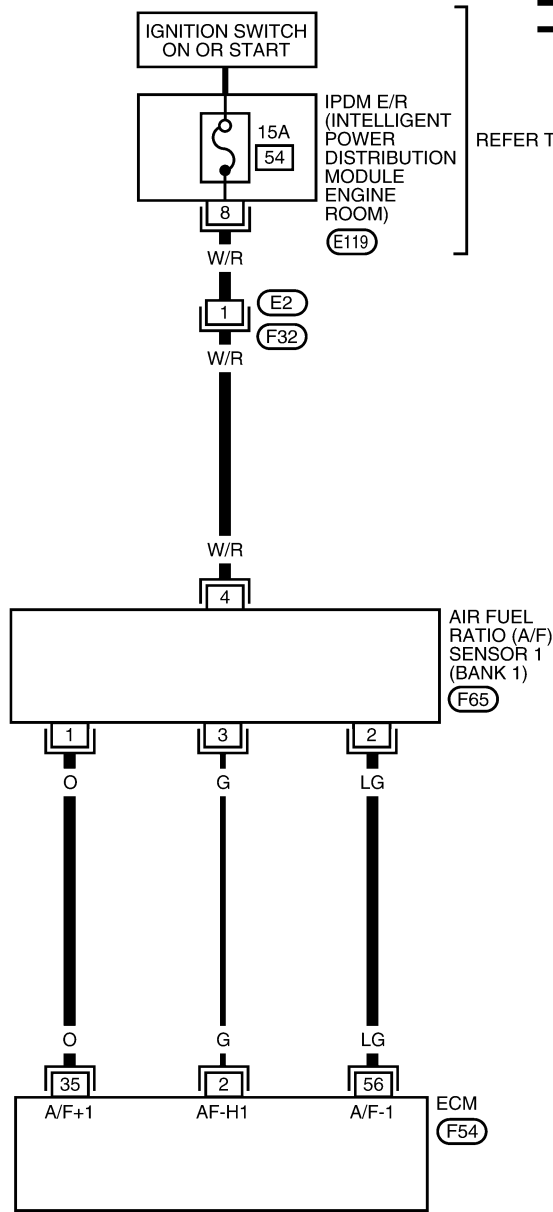 IGNITION SWITCH
ON OR START
IPDM E/R
(INTELLIGENT
POWER
DISTRIBUTION
MODULE
ENGINE
ROOM)
E119
15A
54
REFER T
8
W/R
1
E2
F32
W/R
W/R
4
AIR FUEL
RATIO (A/F)
SENSOR 1
(BANK 1)
F65
1
3
2
O
G
LG
O
G
LG
35
2
56
A/F+1
AF-H1
A/F-1
ECM
F54